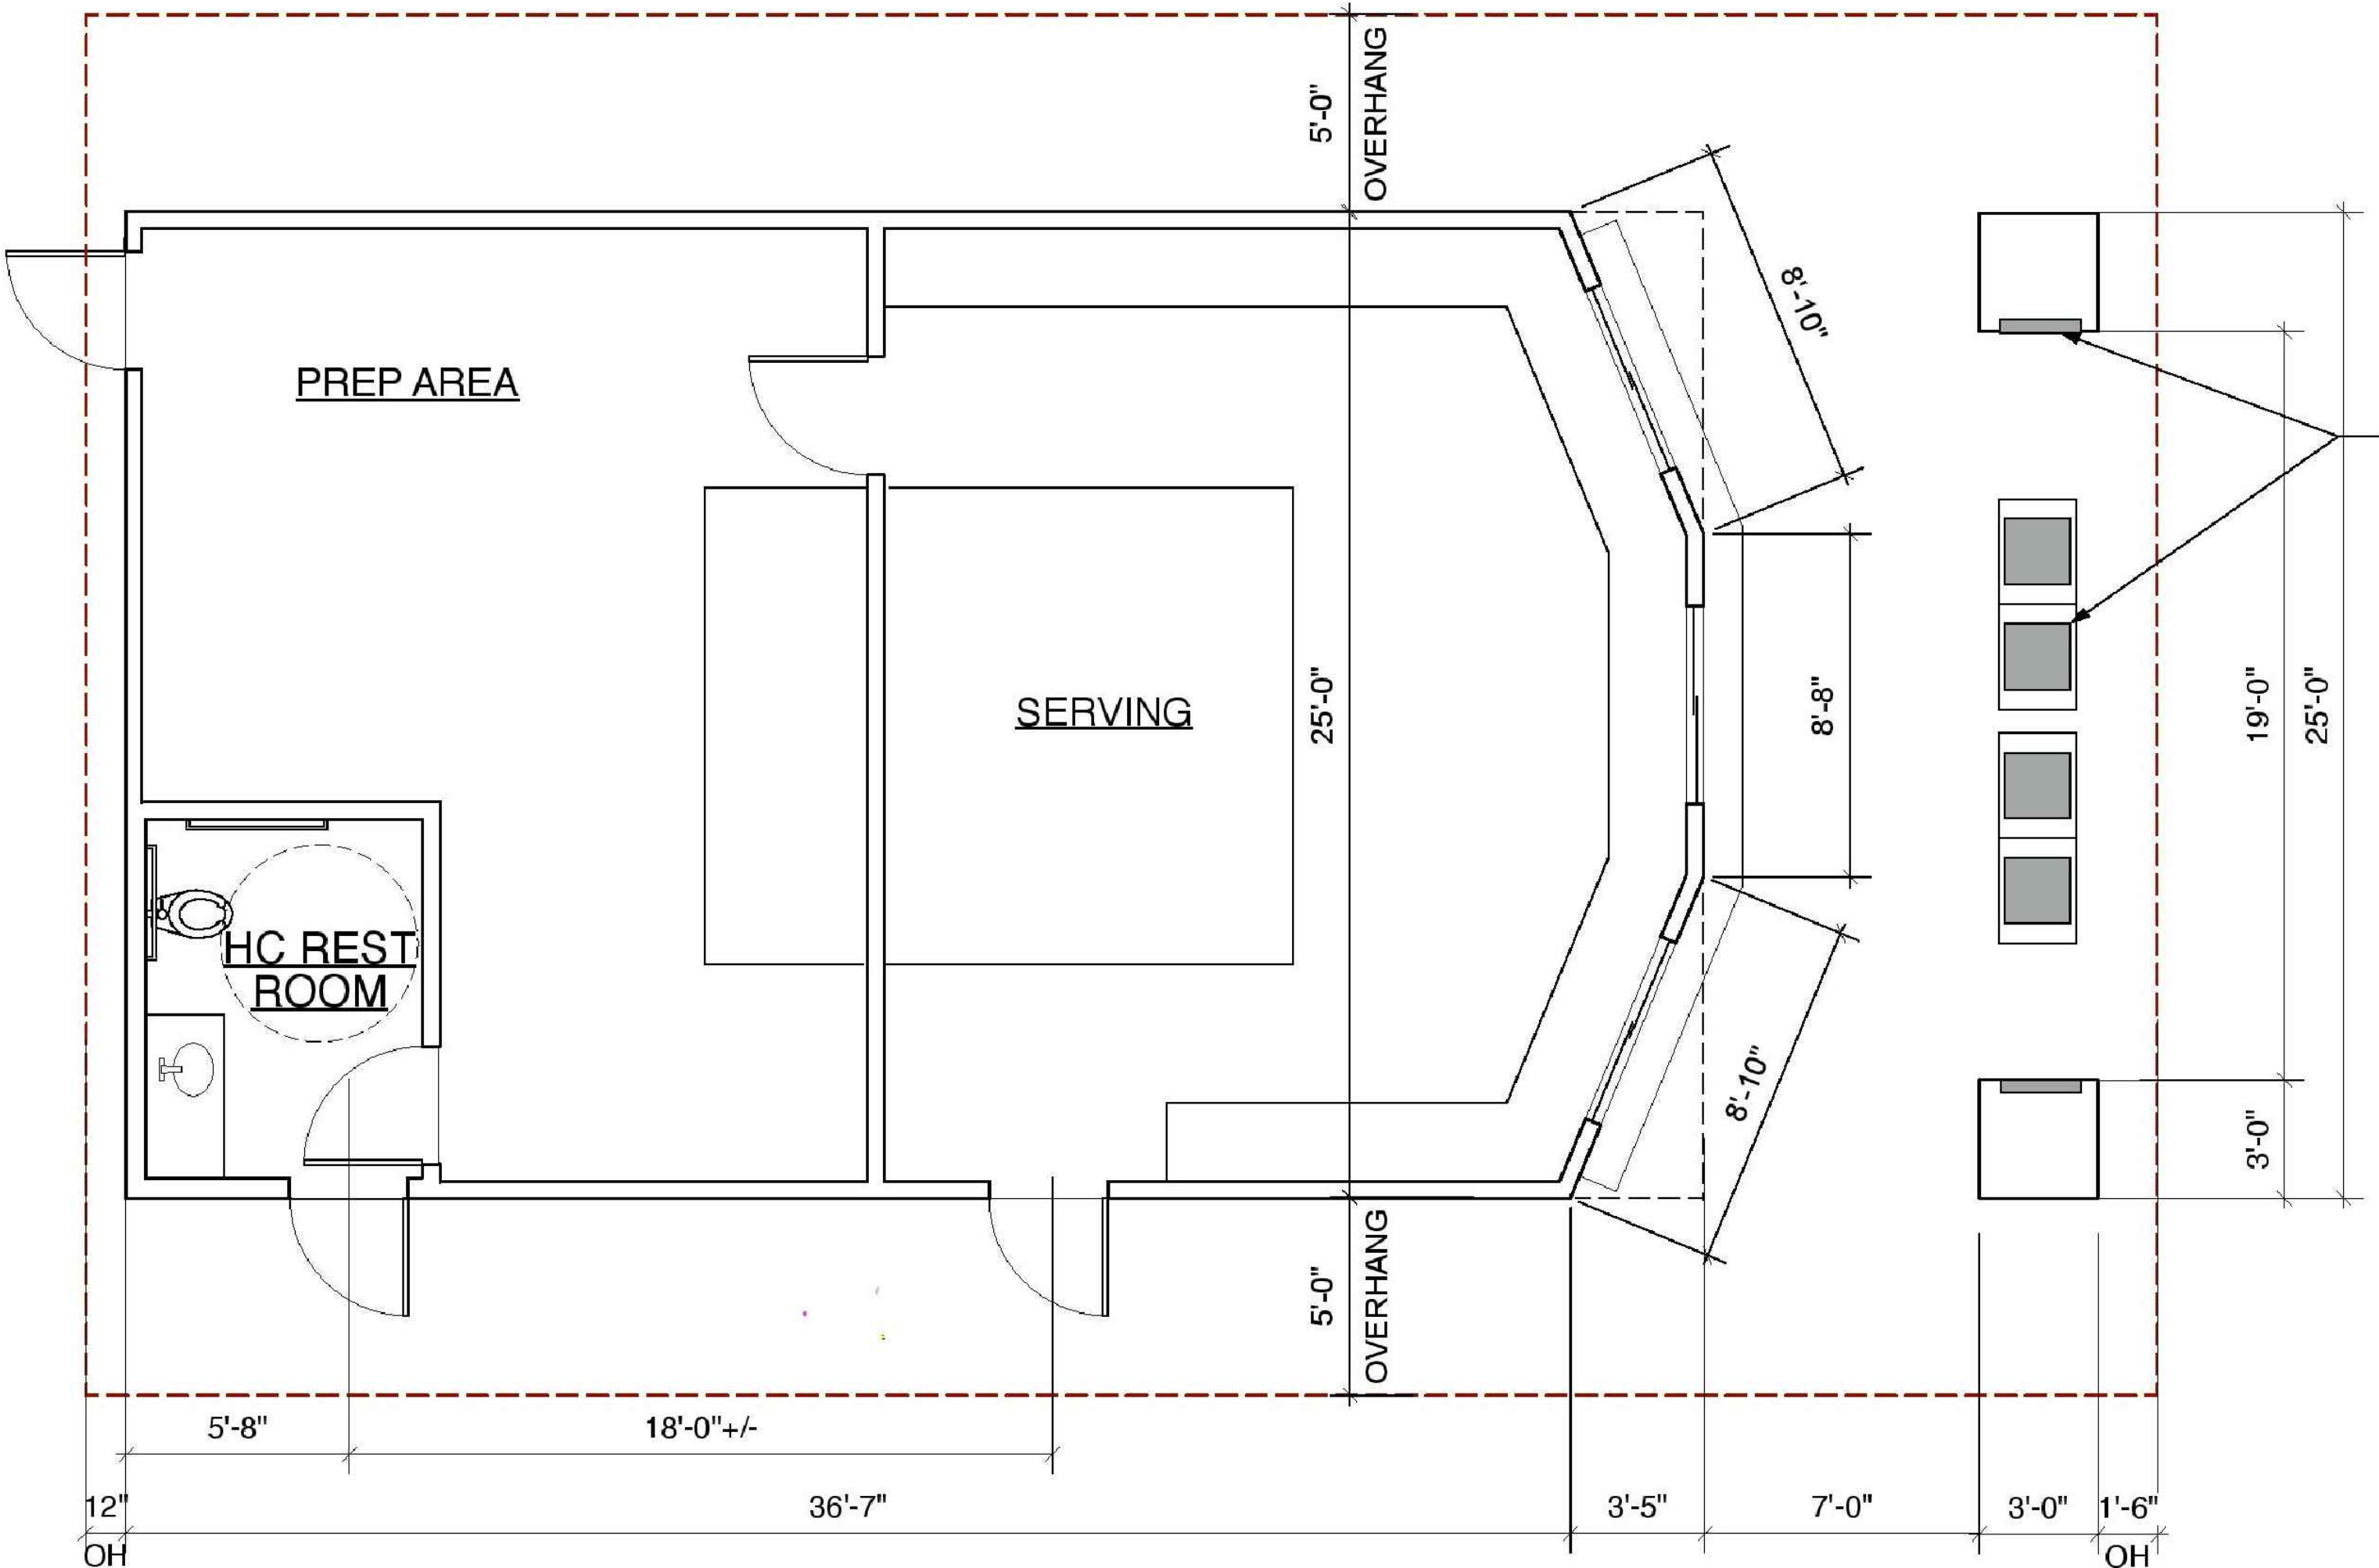 5'-0"
OVERHANG
8'-10"
PREP AREA
SERVING
25'-0"
8'-8"
19'-0"
25'-0"
HC REST
ROOM
8'-10"
3'-0"
5'-0"
OVERHANG
5'-8"
18'-0"+/-
12"
36'-7"
3'-5"
7'-0"
3'-0"
1'-6"
OH
OH